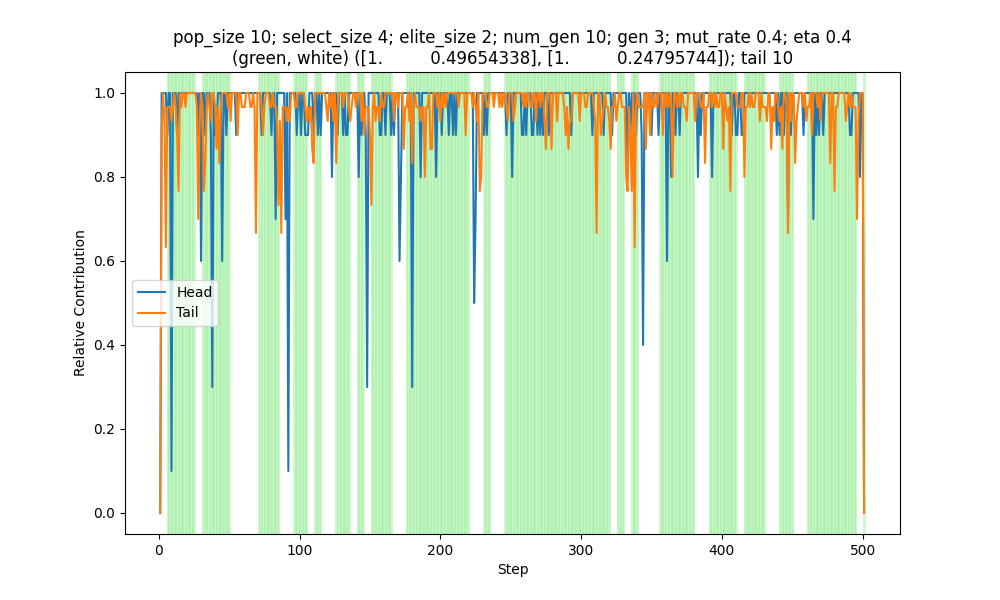 pop_size 10; select_size 4; elite_size 2; num_gen 10; gen 3; mut_rate 0.4; eta 0.4
(green, white) ([1.          0.49654338], [1.          0.24795744]); tail 10
1.0
0.8
0.6
0.4
0.2
0.0
Relative Contribution
Head
Tail
0
100
200
300
400
500
Step